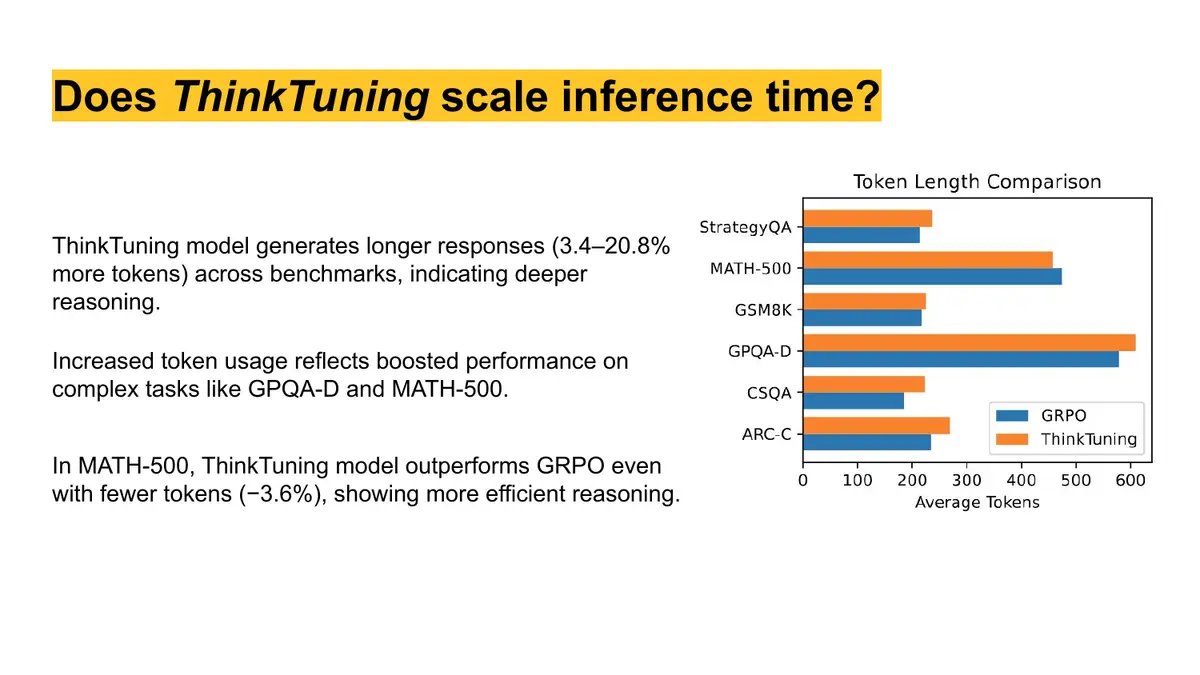 Does ThinkTuning scale inference time?
ThinkTuning model generates longer responses (3.4–20.8%
more tokens) across benchmarks, indicating deeper
reasoning.
Increased token usage reflects boosted performance on
complex tasks like GPQA-D and MATH-500.
In MATH-500, ThinkTuning model outperforms GRPO even
with fewer tokens (−3.6%), showing more efficient reasoning.
Token Length Comparison
StrategyQA
MATH-500
GSM8K
GPQA-D
CSQA
ARC-C
GRPO
ThinkTuning
0 100 200 300 400 500 600
Average Tokens